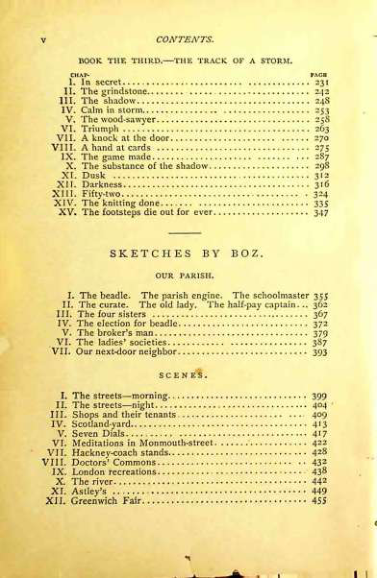 v CONTENTS.
BOOK THE THIRD.—THE TRACK OF A STORM.
CHAP- PAGE
I. In secret 231
II. The grindstone 242
III. The shadow 248
IV. Calm in storm 253
V. The wood-sawyer 258
VI. Triumph 263
VII. A knock at the door 270
VIII. A hand at cards 275
IX. The game made 287
X. The substance of the shadow 298
XI. Dusk 312
XII. Darkness 316
XIII. Fifty-two 324
XIV. The knitting done 335
XV. The footsteps die out for ever 347
SKETCHES BY BOZ.
OUR PARISH.
I. The beadle. The parish engine. The schoolmaster 355
II. The curate. The old lady. The half-pay captain 362
III. The four sisters 367
IV. The election for beadle 372
V. The broker's man 379
VI. The ladies' societies 387
VII. Our next-door neighbor 393
SCENES.
I. The streets—morning 399
II. The streets—night 404
III. Shops and their tenants 409
IV. Scotland-yard 413
V. Seven Dials 417
VI. Meditations in Monmouth-street 422
VII. Hackney-coach stands 428
VIII. Doctors' Commons 432
IX. London recreations 438
X. The river 442
XI. Astley's 449
XII. Greenwich Fair 455